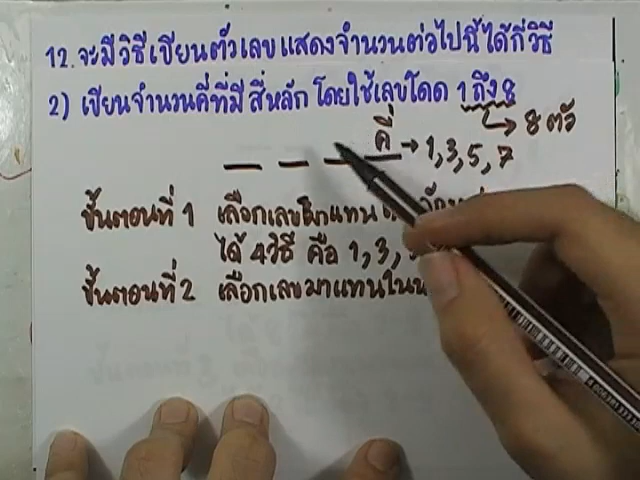 12. จะมีวิธีเขียนตัวเลขแสดงจำนวนต่อไปนี้ได้กี่วิธี
2) เขียนจำนวนคี่ที่มี สี่หลัก โดยใช้เลขโดด 1 ถึง 8
8 ตัว
คี่ → 1, 3, 5, 7
ขั้นตอนที่ 1 เลือกเลขมาแทน
ได้ 4 วิธี คือ 1, 3,
ขั้นตอนที่ 2 เลือกเลขมาแทนใน